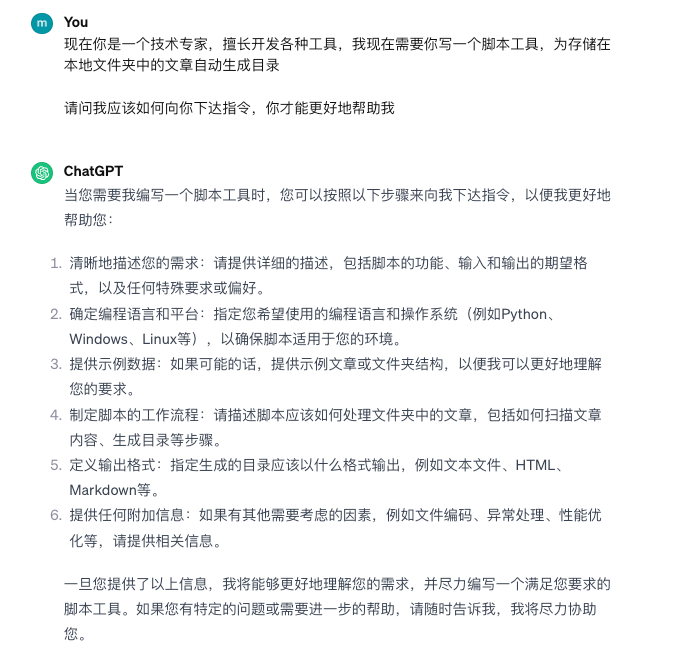 m
You
现在你是一个技术专家，擅长开发各种工具，我现在需要你写一个脚本工具，为存储在
本地文件夹中的文章自动生成目录
请问我应该如何向你下达指令，你才能更好地帮助我
ChatGPT
当您需要我编写一个脚本工具时，您可以按照以下步骤来向我下达指令，以便我更好地
帮助您：
1. 清晰地描述您的需求：请提供详细的描述，包括脚本的功能、输入和输出的期望格
式，以及任何特殊要求或偏好。
2. 确定编程语言和平台：指定您希望使用的编程语言和操作系统（例如Python、
Windows、Linux等），以确保脚本适用于您的环境。
3. 提供示例数据：如果可能的话，提供示例文章或文件夹结构，以便我可以更好地理解
您的要求。
4. 制定脚本的工作流程：请描述脚本应该如何处理文件夹中的文章，包括如何扫描文章
内容、生成目录等步骤。
5. 定义输出格式：指定生成的目录应该以什么格式输出，例如文本文件、HTML、
Markdown等。
6. 提供任何附加信息：如果有其他需要考虑的因素，例如文件编码、异常处理、性能优
化等，请提供相关信息。
一旦您提供了以上信息，我将能够更好地理解您的需求，并尽力编写一个满足您要求的
脚本工具。如果您有特定的问题或需要进一步的帮助，请随时告诉我，我将尽力协助
您。